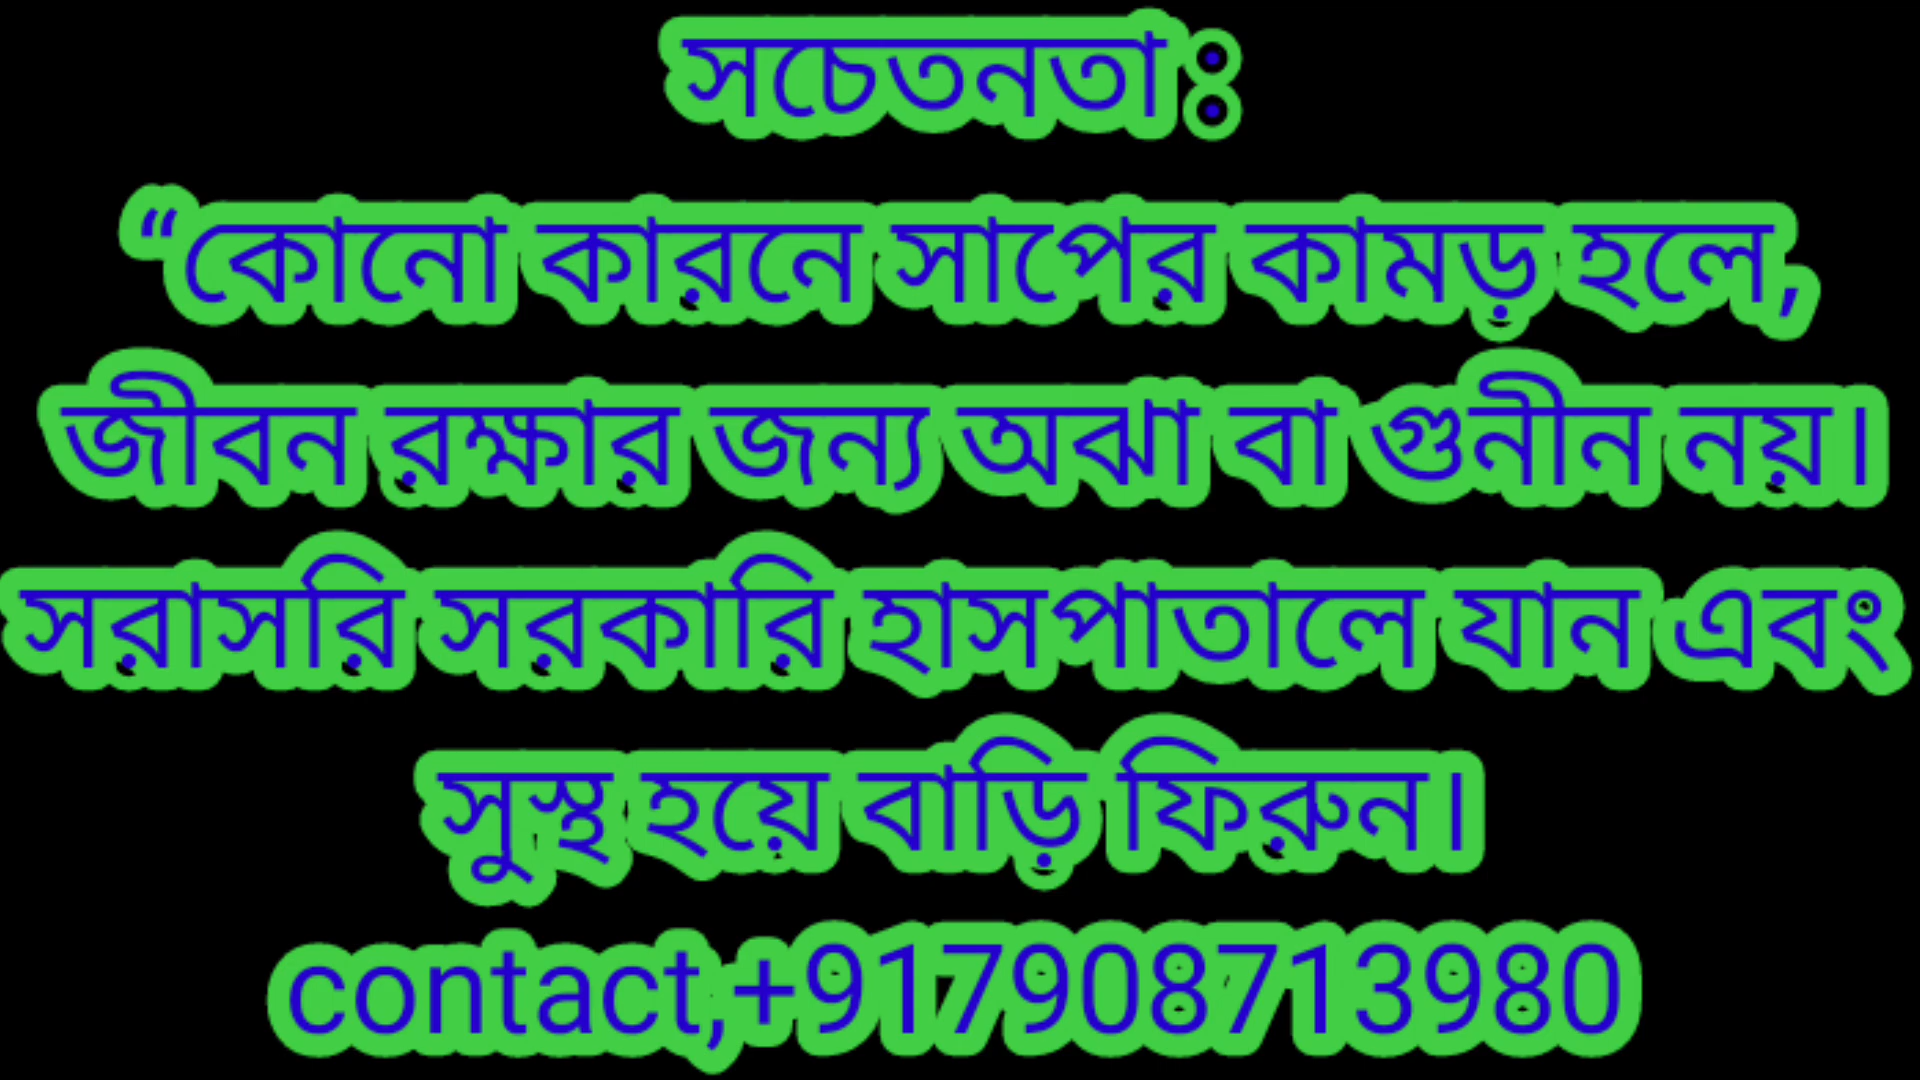 সচেতনতা:
“কোনো কারনে সাপের কামড় হলে,
জীবন রক্ষার জন্য অঝা বা গুনীন নয়।
সরাসরি সরকারি হাসপাতালে যান এবং
সুস্থ হয়ে বাড়ি ফিরুন।
contact,+917908713980